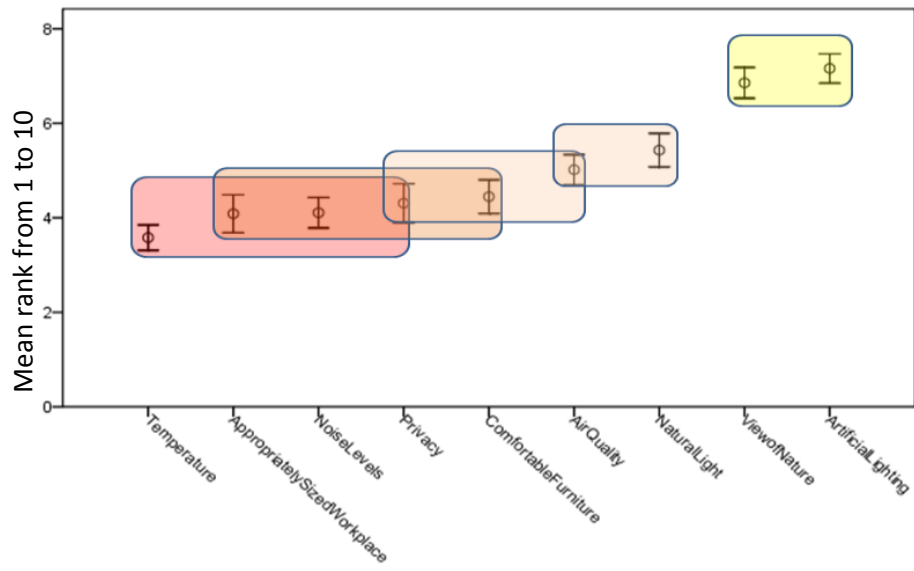 Mean rank from 1 to 10
8
6
4
2
0
Temperature
AppropriatelySizedWorkplace
NoiseLevels
Privacy
ComfortableFurniture
AirQuality
NaturalLight
ViewofNature
ArtificialLighting